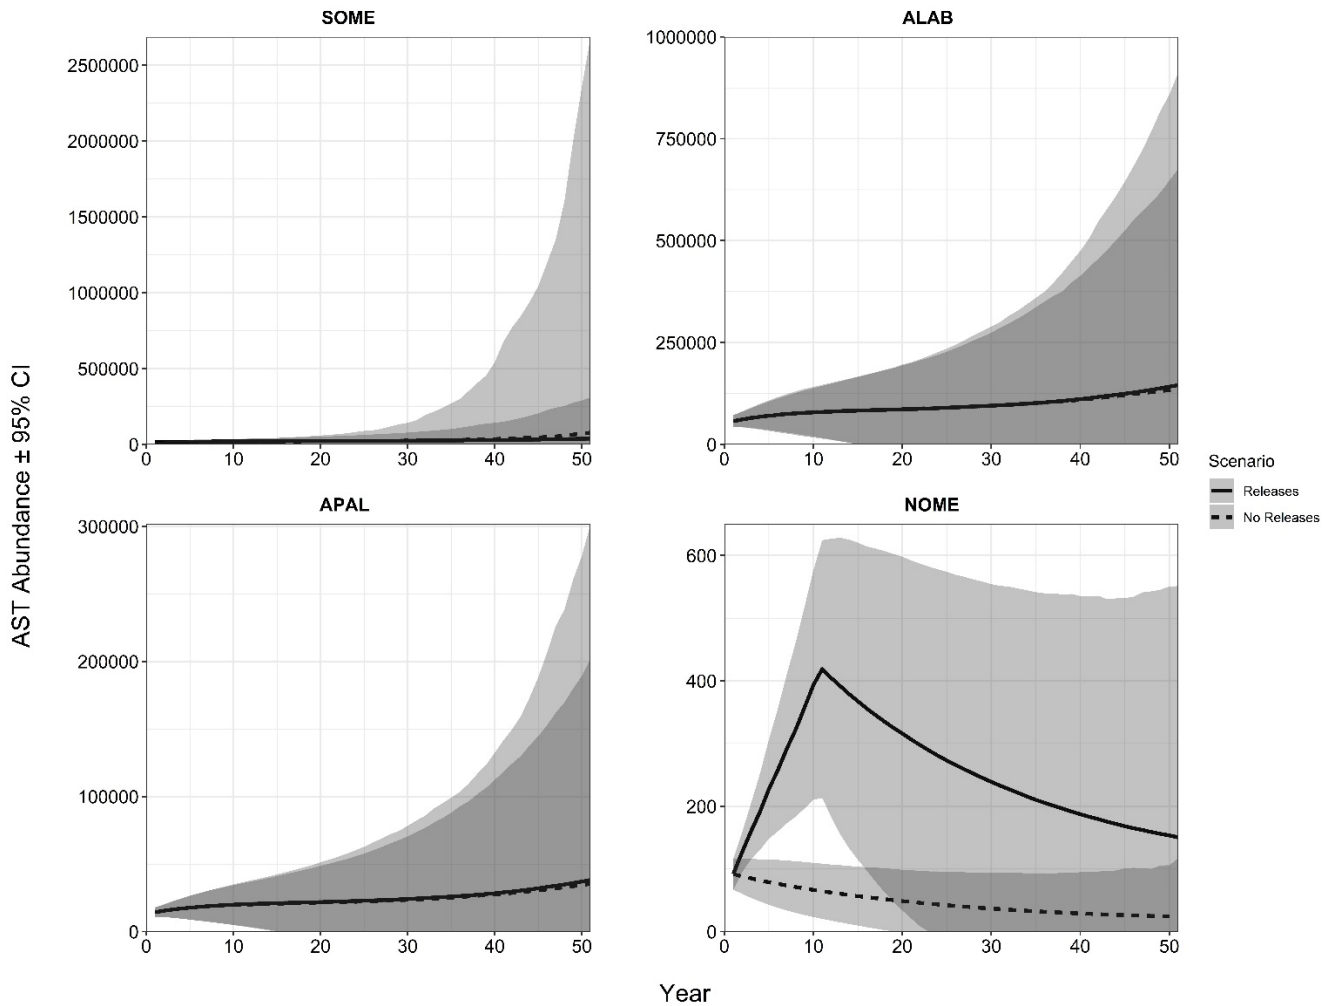 SOME
2500000
2000000
1500000
1000000
500000
0
0 10 20 30 40 50
ALAB
1000000
750000
500000
250000
0
0 10 20 30 40 50
APAL
300000
200000
100000
0
0 10 20 30 40 50
NOME
600
400
200
0
0 10 20 30 40 50
AST Abundance ± 95% CI
Year
Scenario
Releases
No Releases